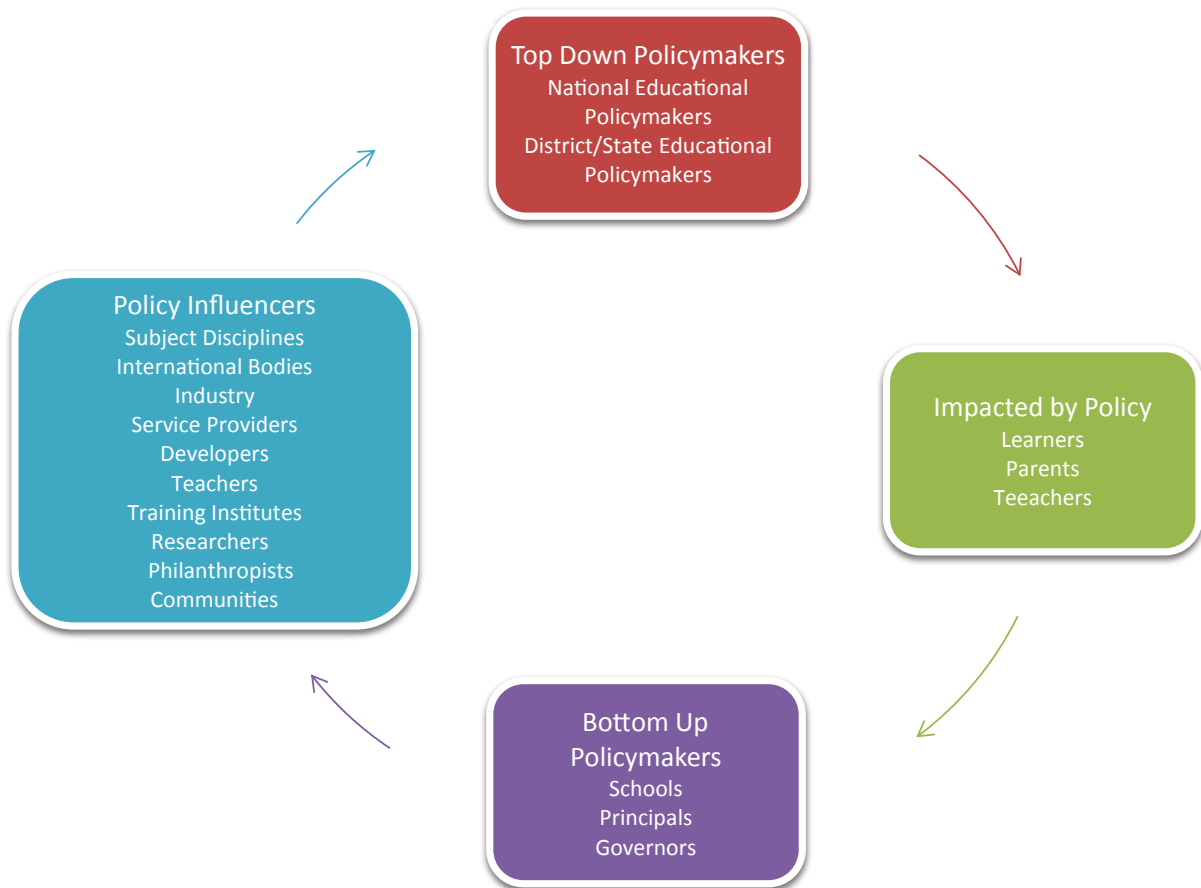 Top Down Policymakers
National Educational
Policymakers
District/State Educational
Policymakers
Policy Influencers
Subject Disciplines
International Bodies
Industry
Service Providers
Developers
Teachers
Training Institutes
Researchers
Philanthropists
Communities
Impacted by Policy
Learners
Parents
Teeachers
Bottom Up
Policymakers
Schools
Principals
Governors